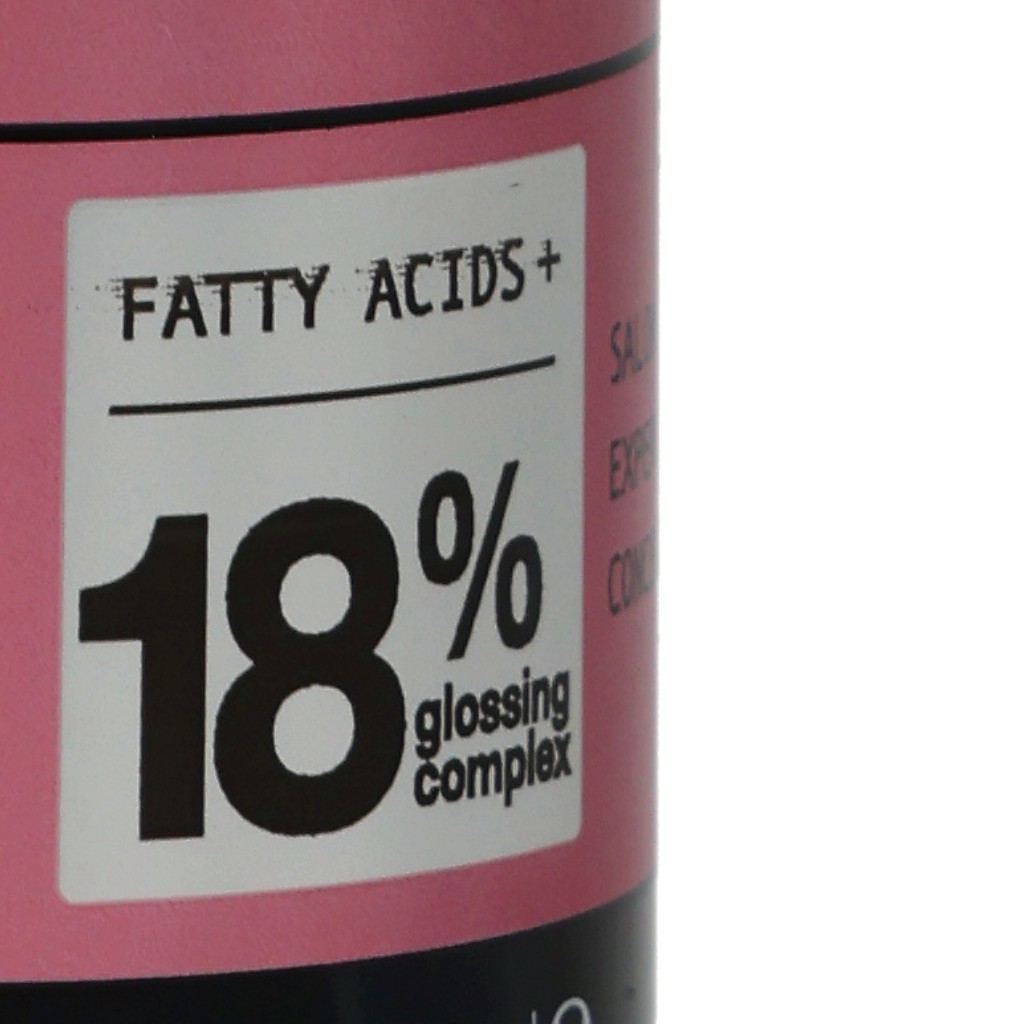 FATTY ACIDS+
18%
glossing
complex